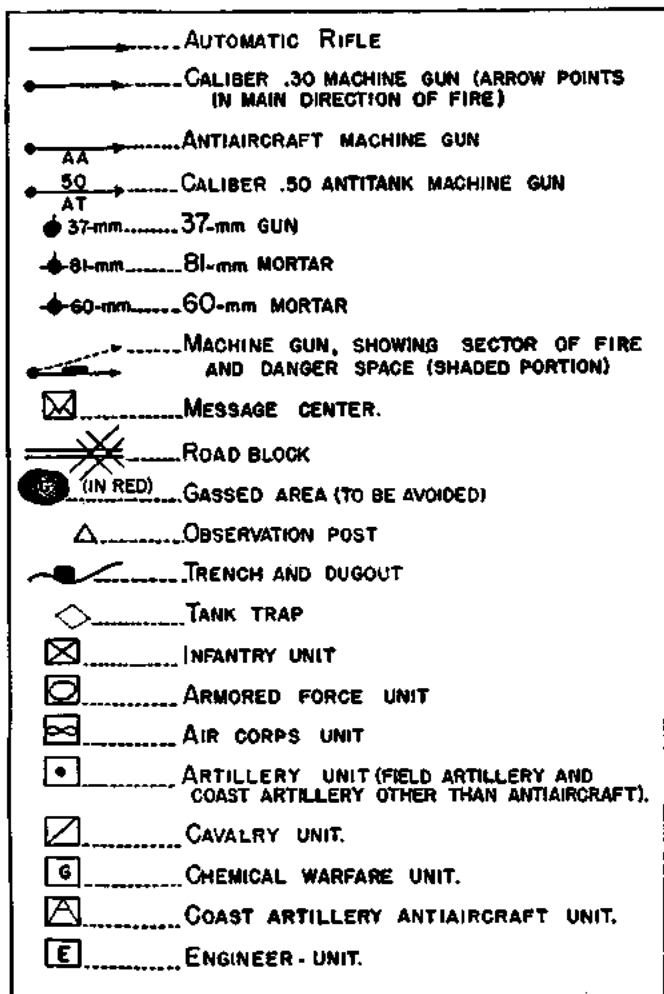 AUTOMATIC RIFLE
CALIBER .30 MACHINE GUN (ARROW POINTS
IN MAIN DIRECTION OF FIRE)
ANTIAIRCRAFT MACHINE GUN
AA
50
CALIBER .50 ANTITANK MACHINE GUN
AT
37-mm 37-mm GUN
81-mm 81-mm MORTAR
60-mm 60-mm MORTAR
MACHINE GUN, SHOWING SECTOR OF FIRE
AND DANGER SPACE (SHADED PORTION)
MESSAGE CENTER.
ROAD BLOCK
G (IN RED) GASSED AREA (TO BE AVOIDED)
OBSERVATION POST
TRENCH AND DUGOUT
TANK TRAP
INFANTRY UNIT
ARMORED FORCE UNIT
AIR CORPS UNIT
ARTILLERY UNIT (FIELD ARTILLERY AND
COAST ARTILLERY OTHER THAN ANTIAIRCRAFT).
CAVALRY UNIT.
G CHEMICAL WARFARE UNIT.
COAST ARTILLERY ANTIAIRCRAFT UNIT.
E ENGINEER-UNIT.